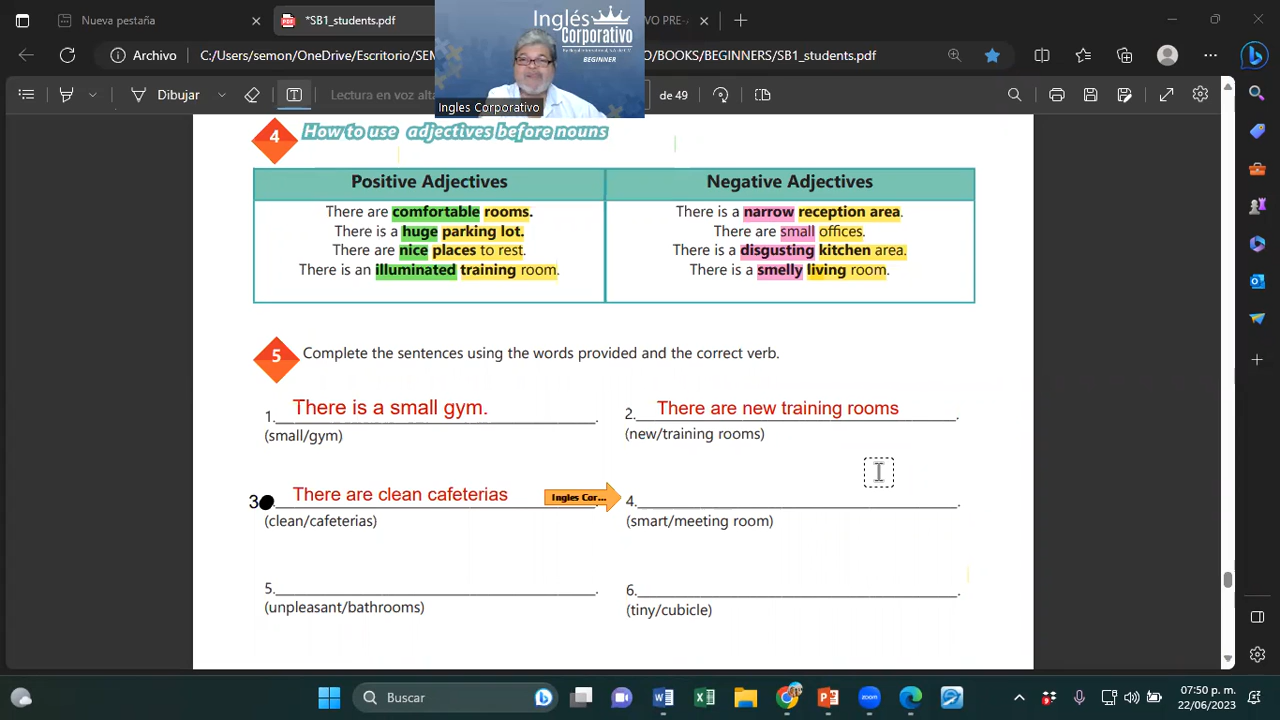 Nueva pestaña
*SB1_students.pdf
VO PRE-
Archivo
C:/Users/semon/OneDrive/Escritorio/SEM
O/BOOKS/BEGINNERS/SB1_students.pdf
Inglés
Corporativo
BEGINNER
Ingles Corporativo
Dibujar
Lectura en voz alta
de 49
4
How to use adjectives before nouns
Positive Adjectives
There are comfortable rooms.
There is a huge parking lot.
There are nice places to rest.
There is an illuminated training room.
Negative Adjectives
There is a narrow reception area.
There are small offices.
There is a disgusting kitchen area.
There is a smelly living room.
5
Complete the sentences using the words provided and the correct verb.
1. There is a small gym.
(small/gym)
2. There are new training rooms.
(new/training rooms)
3. There are clean cafeterias
(clean/cafeterias)
Ingles Cor...
4.
(smart/meeting room)
5.
(unpleasant/bathrooms)
6.
(tiny/cubicle)
Buscar
07:50 p. m.
22/06/2023